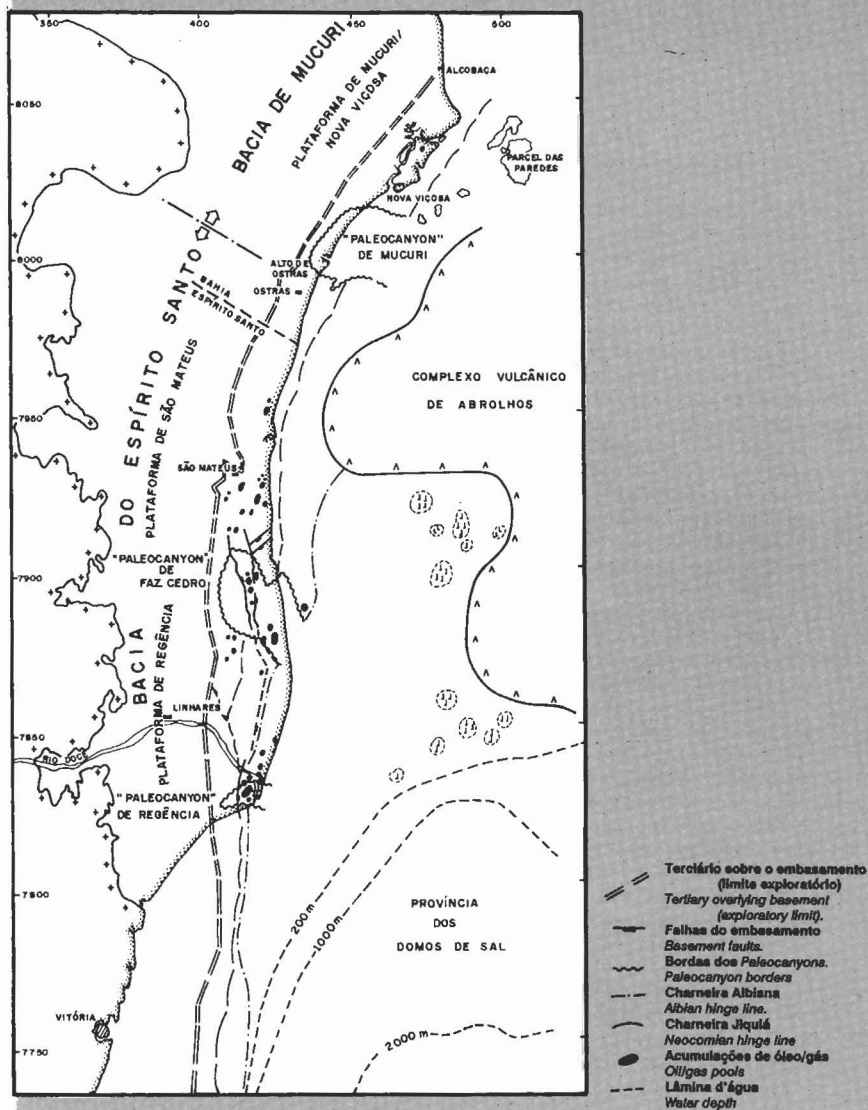 350
400
450
500
8050
8000
7950
7900
7850
7800
7750
BACIA DE MUCURI
PLATAFORMA DE MUCURI/
NOVA VIÇOSA
ALCOBAÇA
PARCEL DAS
PAREDES
NOVA VIÇOSA
"PALEOCANYON"
DE MUCURI
ALTO DE
OSTRAS
OSTRAS
BAHIA
ESPÍRITO SANTO
BACIA DO ESPÍRITO SANTO
PLATAFORMA DE SÃO MATEUS
COMPLEXO VULCÂNICO
DE ABROLHOS
SÃO MATEUS
"PALEOCANYON"
DE
FAZ. CEDRO
PLATAFORMA DE REGÊNCIA
LINHARES
RIO DOCE
"PALEOCANYON"
DE REGÊNCIA
200m
1000m
PROVÍNCIA
DOS
DOMOS DE SAL
VITÓRIA
2000 m
Terciário sobre o embasamento
(limite exploratório)
Tertiary overlying basement
(exploratory limit).
Falhas do embasamento
Basement faults.
Bordas dos Paleocanyons.
Paleocanyon borders
Charneira Albiana
Albian hinge line.
Charneira Jiquiá
Neocomian hinge line
Acumulações de óleo/gás
Oil/gas pools
Lâmina d'água
Water depth